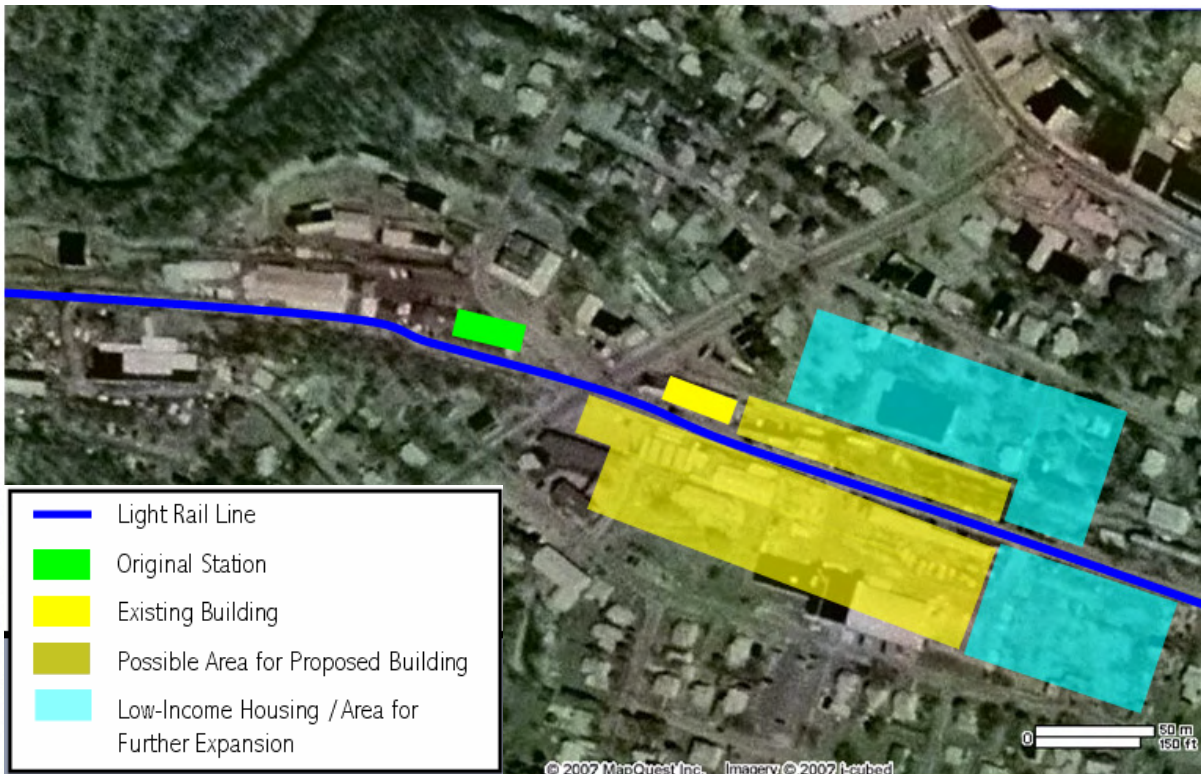 Light Rail Line
Original Station
Existing Building
Possible Area for Proposed Building
Low-Income Housing / Area for
Further Expansion
0
50 m
150 ft
© 2007 MapQuest Inc. Imagery © 2007 i-cubed